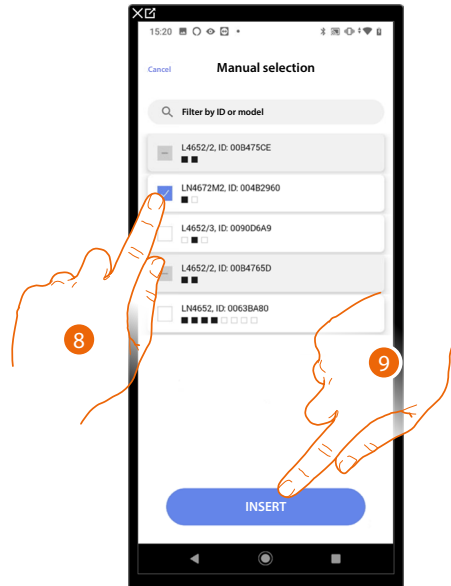 15:20
Cancel
Manual selection
Filter by ID or model
L4652/2, ID: 00B475CE
LN4672M2, ID: 004B2960
L4652/3, ID: 0090D6A9
L4652/2, ID: 00B4765D
LN4652, ID: 0063BA80
8
9
INSERT